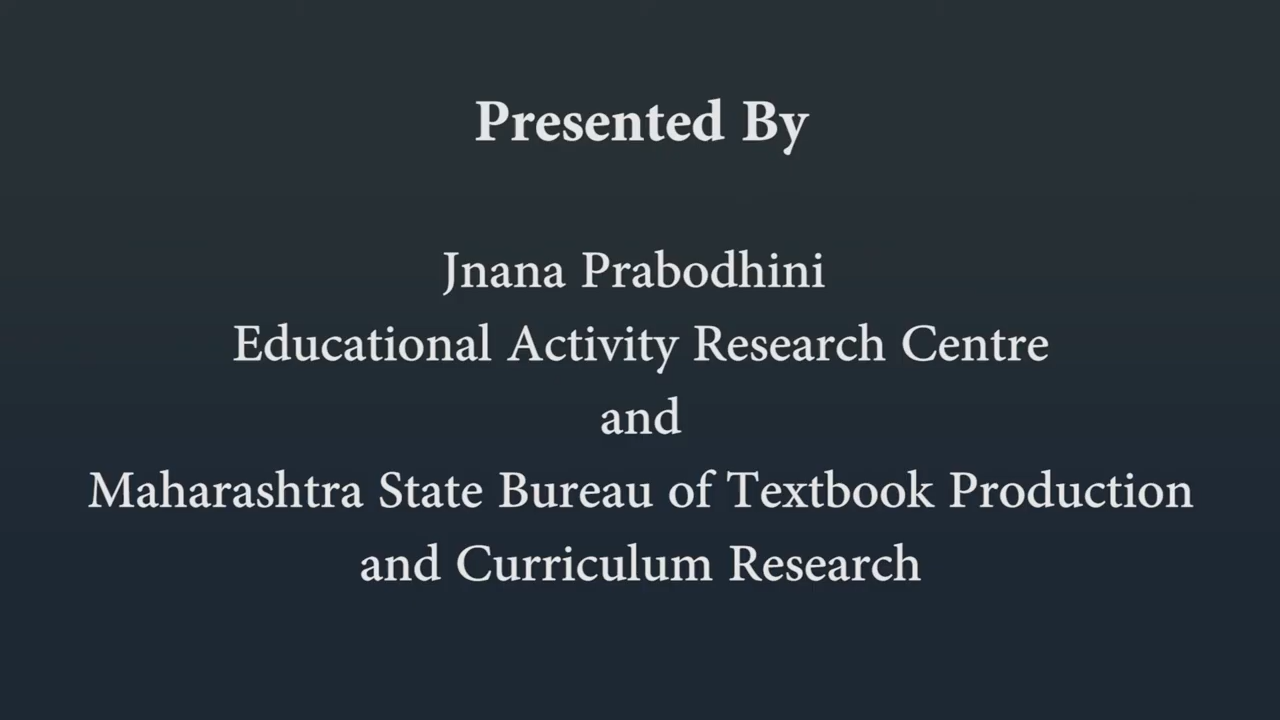 Presented By
Jnana Prabodhini
Educational Activity Research Centre
and
Maharashtra State Bureau of Textbook Production
and Curriculum Research